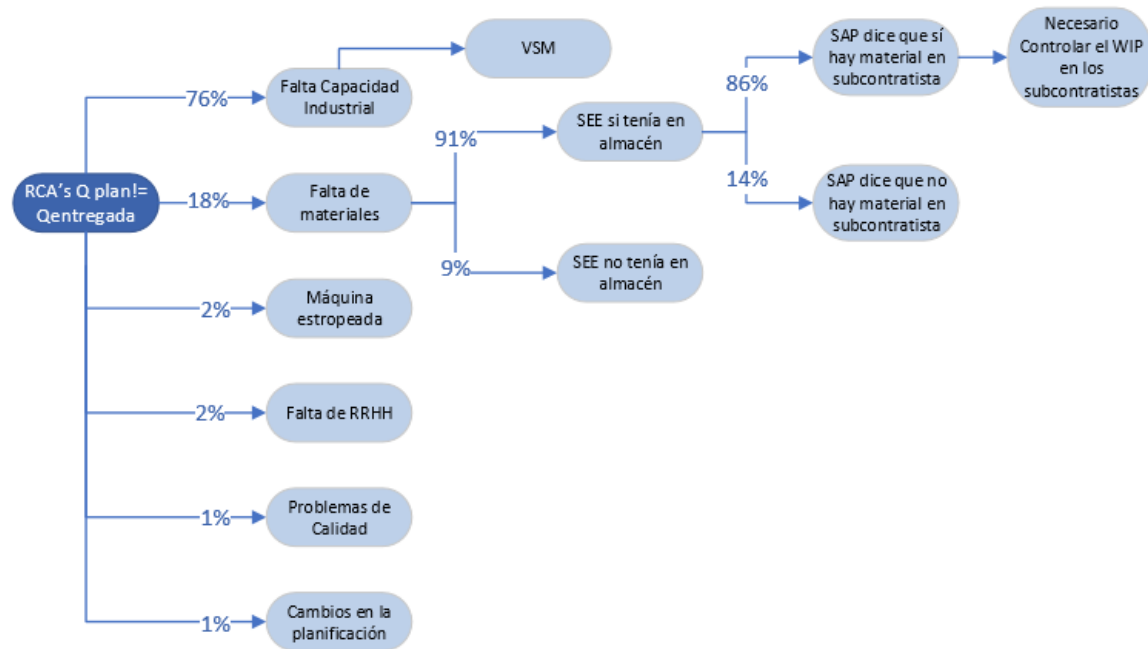 VSM
SAP dice que sí
hay material en
subcontratista
Necesario
Controlar el WIP
en los
subcontratistas
76%
Falta Capacidad
Industrial
86%
91%
SEE si tenía en
almacén
RCA's Q plan!=
Qentregada
18%
Falta de
materiales
14%
SAP dice que no
hay material en
subcontratista
9%
SEE no tenía en
almacén
2%
Máquina
estropeada
2%
Falta de RRHH
1%
Problemas de
Calidad
1%
Cambios en la
planificación